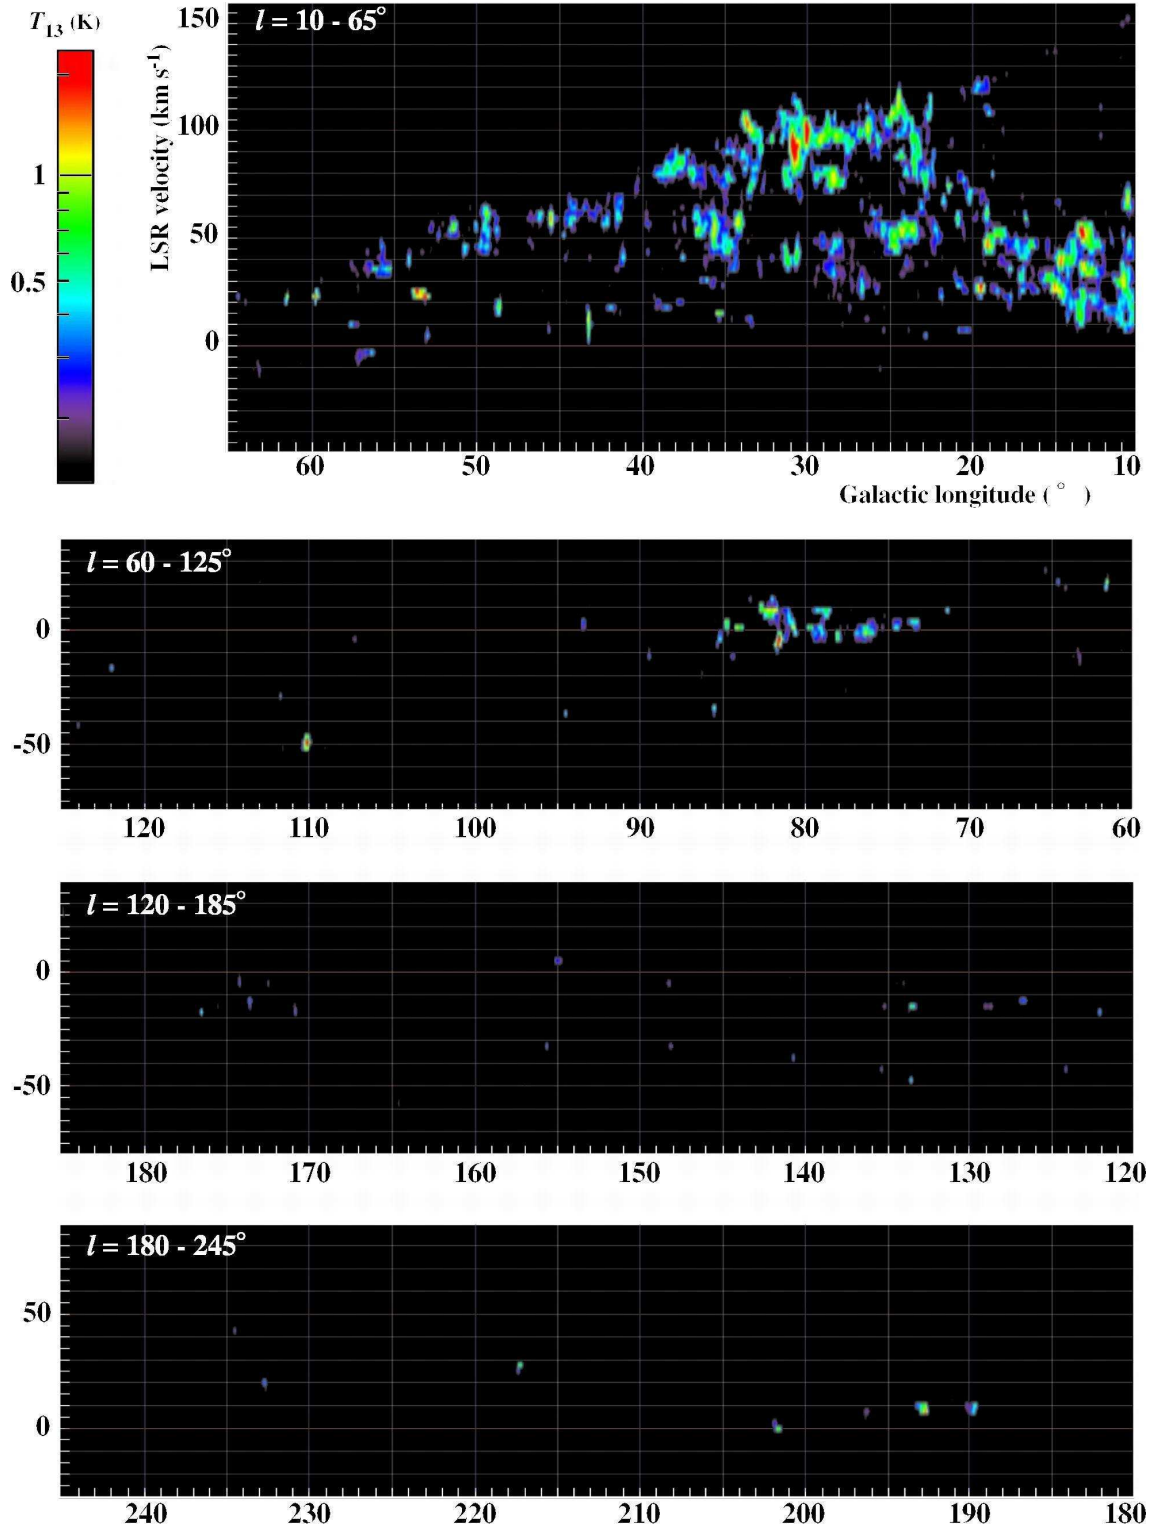 T13 (K)
1
0.5
l = 10 - 65°
LSR velocity (km s-1)
150
100
50
0
60 50 40 30 20 10
Galactic longitude ( ° )
l = 60 - 125°
0
-50
120 110 100 90 80 70 60
l = 120 - 185°
0
-50
180 170 160 150 140 130 120
l = 180 - 245°
50
0
240 230 220 210 200 190 180